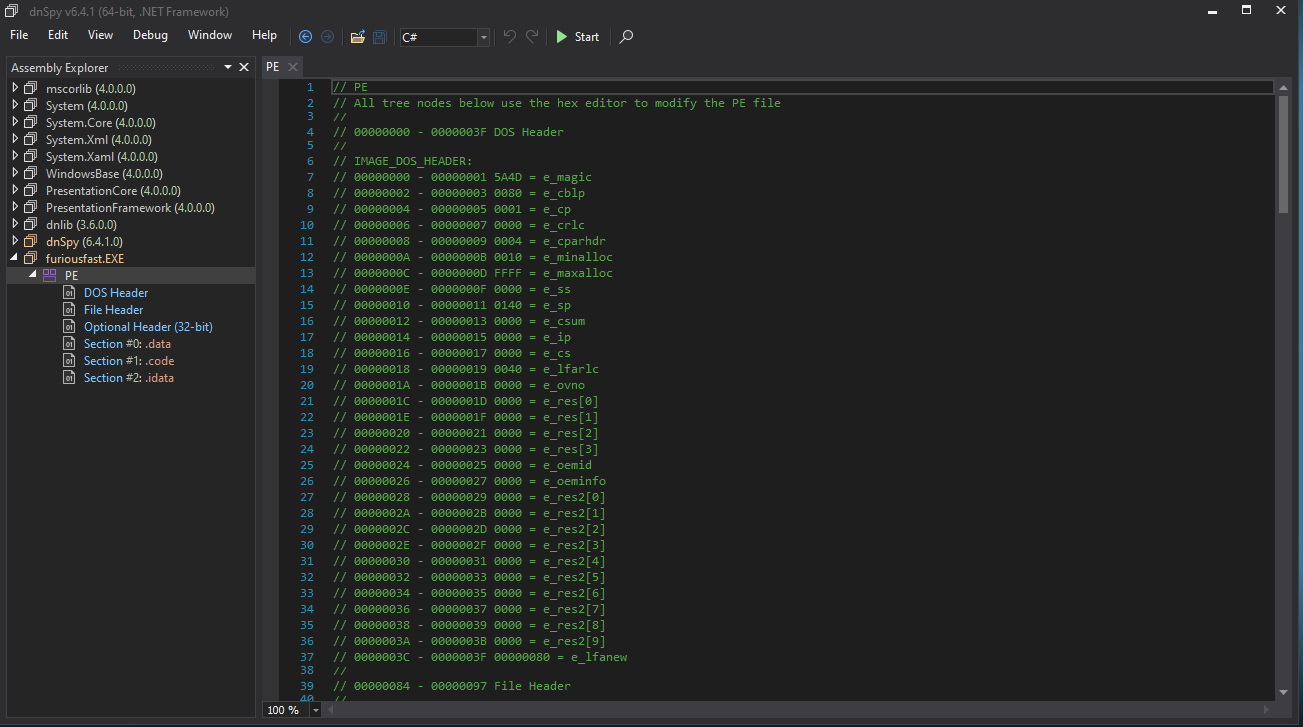 dnSpy v6.4.1 (64-bit, .NET Framework)
File Edit View Debug Window Help C# Start
Assembly Explorer
mscorlib (4.0.0.0)
System (4.0.0.0)
System.Core (4.0.0.0)
System.Xml (4.0.0.0)
System.Xaml (4.0.0.0)
WindowsBase (4.0.0.0)
PresentationCore (4.0.0.0)
PresentationFramework (4.0.0.0)
dnlib (3.6.0.0)
dnSpy (6.4.1.0)
furiousfast.EXE
PE
DOS Header
File Header
Optional Header (32-bit)
Section #0: .data
Section #1: .code
Section #2: .idata
PE
1 // PE
2 // All tree nodes below use the hex editor to modify the PE file
3 //
4 // 00000000 - 0000003F DOS Header
5 //
6 // IMAGE_DOS_HEADER:
7 // 00000000 - 00000001 5A4D = e_magic
8 // 00000002 - 00000003 0080 = e_cblp
9 // 00000004 - 00000005 0001 = e_cp
10 // 00000006 - 00000007 0000 = e_crlc
11 // 00000008 - 00000009 0004 = e_cparhdr
12 // 0000000A - 0000000B 0010 = e_minalloc
13 // 0000000C - 0000000D FFFF = e_maxalloc
14 // 0000000E - 0000000F 0000 = e_ss
15 // 00000010 - 00000011 0140 = e_sp
16 // 00000012 - 00000013 0000 = e_csum
17 // 00000014 - 00000015 0000 = e_ip
18 // 00000016 - 00000017 0000 = e_cs
19 // 00000018 - 00000019 0040 = e_lfarlc
20 // 0000001A - 0000001B 0000 = e_ovno
21 // 0000001C - 0000001D 0000 = e_res[0]
22 // 0000001E - 0000001F 0000 = e_res[1]
23 // 00000020 - 00000021 0000 = e_res[2]
24 // 00000022 - 00000023 0000 = e_res[3]
25 // 00000024 - 00000025 0000 = e_oemid
26 // 00000026 - 00000027 0000 = e_oeminfo
27 // 00000028 - 00000029 0000 = e_res2[0]
28 // 0000002A - 0000002B 0000 = e_res2[1]
29 // 0000002C - 0000002D 0000 = e_res2[2]
30 // 0000002E - 0000002F 0000 = e_res2[3]
31 // 00000030 - 00000031 0000 = e_res2[4]
32 // 00000032 - 00000033 0000 = e_res2[5]
33 // 00000034 - 00000035 0000 = e_res2[6]
34 // 00000036 - 00000037 0000 = e_res2[7]
35 // 00000038 - 00000039 0000 = e_res2[8]
36 // 0000003A - 0000003B 0000 = e_res2[9]
37 // 0000003C - 0000003F 00000080 = e_lfanew
38 //
39 // 00000084 - 00000097 File Header
40 //
100 %